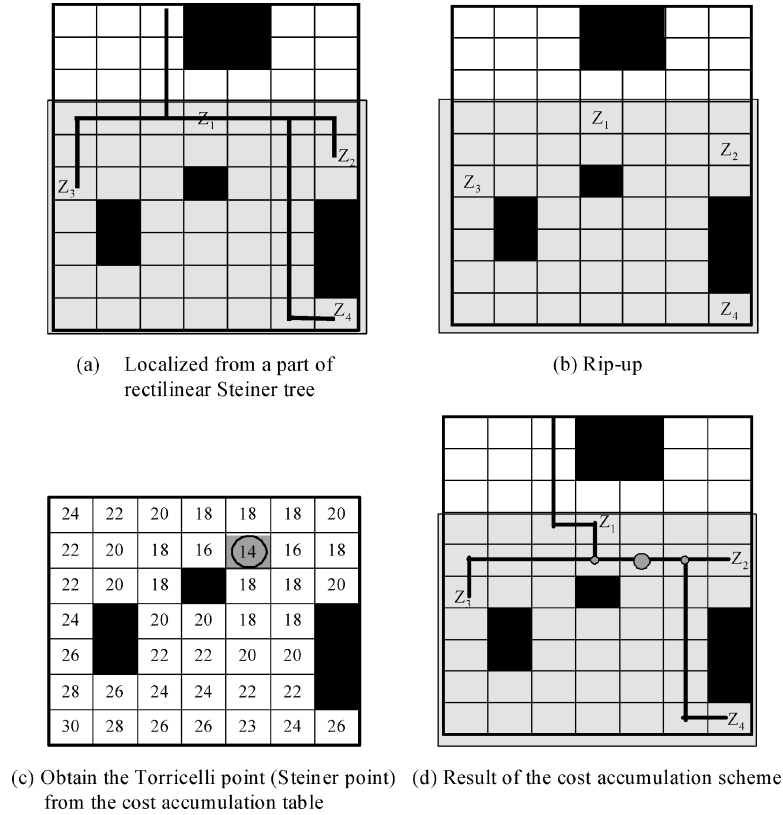 Z1
Z2
Z3
Z4
(a) Localized from a part of
rectilinear Steiner tree
Z1
Z2
Z3
Z4
(b) Rip-up
24 22 20 18 18 18 20
22 20 18 16 14 16 18
22 20 18 18 18 20
24 20 20 18 18
26 22 22 20 20
28 26 24 24 22 22
30 28 26 26 23 24 26
(c) Obtain the Torricelli point (Steiner point)
from the cost accumulation table
Z1
Z2
Z3
Z4
(d) Result of the cost accumulation scheme